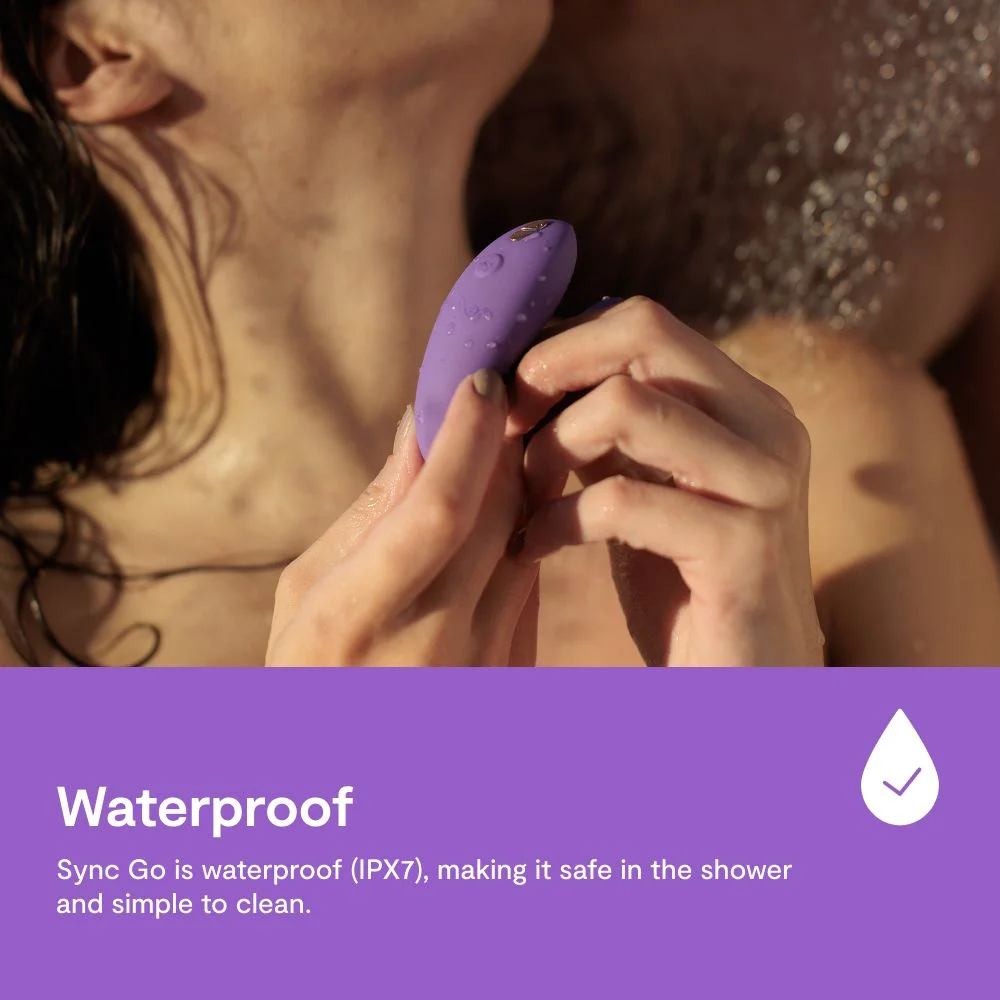 Waterproof
Sync Go is waterproof (IPX7), making it safe in the shower
and simple to clean.